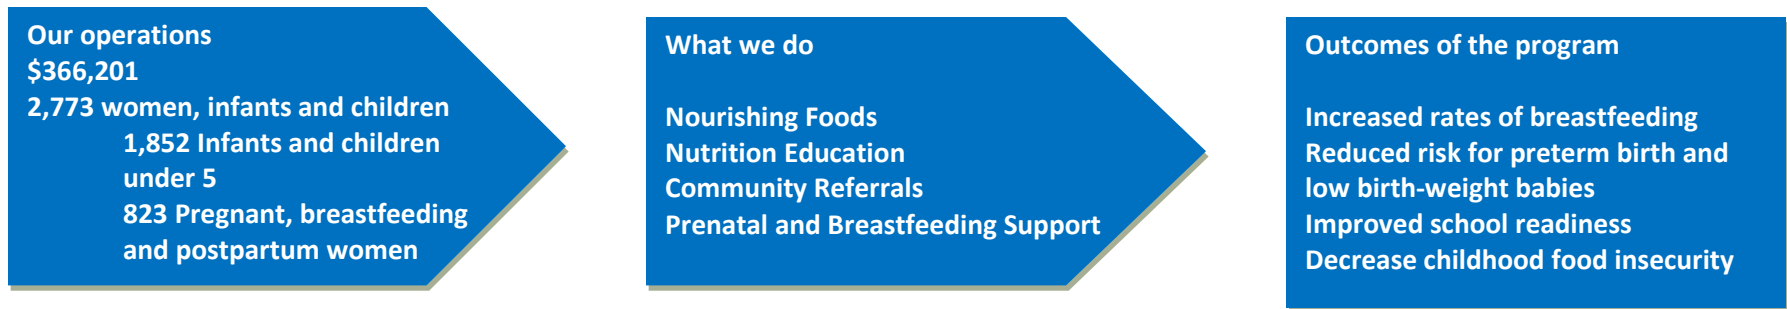 Our operations
$366,201
2,773 women, infants and children
1,852 Infants and children
under 5
823 Pregnant, breastfeeding
and postpartum women
What we do
Nourishing Foods
Nutrition Education
Community Referrals
Prenatal and Breastfeeding Support
Outcomes of the program
Increased rates of breastfeeding
Reduced risk for preterm birth and
low birth-weight babies
Improved school readiness
Decrease childhood food insecurity